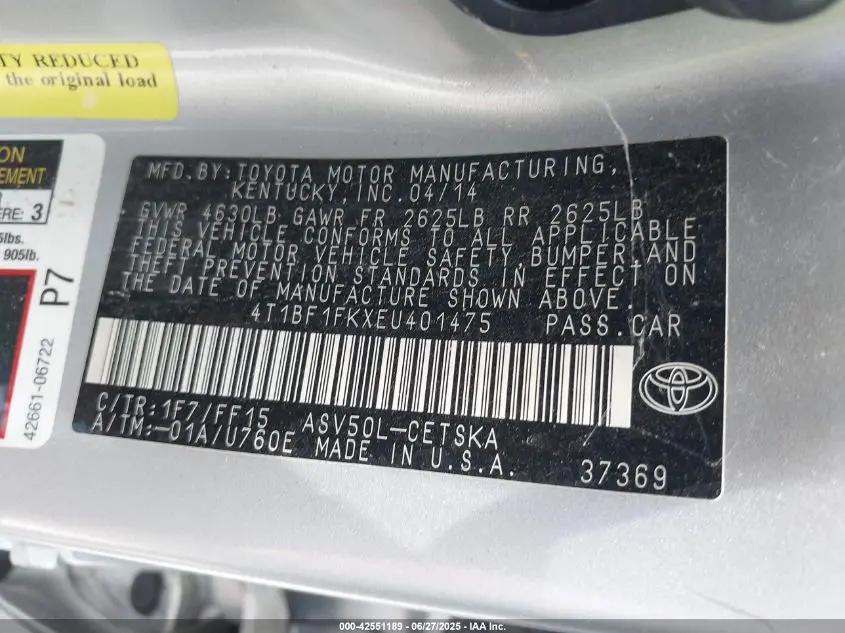 TY REDUCED
the original load
ON
EMENT
ERE: 3
lbs.
905lb.
P7
42661-06722
MFD.BY:TOYOTA MOTOR MANUFACTURING,
KENTUCKY,INC.04/14
GVWR 4630LB GAWR FR 2625LB RR 2625LB
THIS VEHICLE CONFORMS TO ALL APPLICABLE
FEDERAL MOTOR VEHICLE SAFETY,BUMPER,AND
THEFT PREVENTION STANDARDS IN EFFECT ON
THE DATE OF MANUFACTURE SHOWN ABOVE.
4T1BF1FKXEU401475 PASS.CAR
C/TR:1F7/FF15 ASV50L-CETSKA
A/TM:-01A/U760E MADE IN U.S.A.
37369
000-42551189 | 06/27/2025 | IAA Inc.